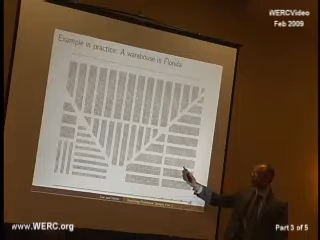 WERCVideo
Feb 2009
Example in practice: A warehouse in Florida
www.WERC.org
Part 3 of 5